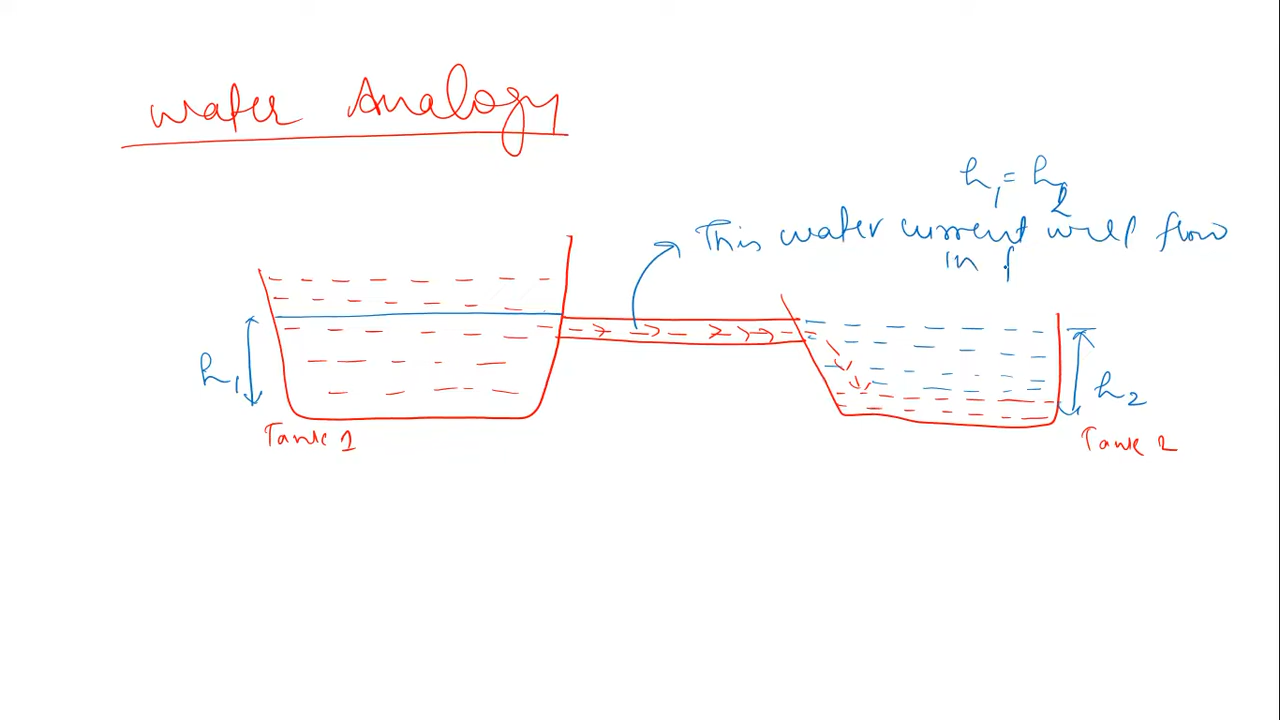 Water Analogy
h1 = h2
This water current will flow
in f
h1
h2
Tank 1
Tank 2